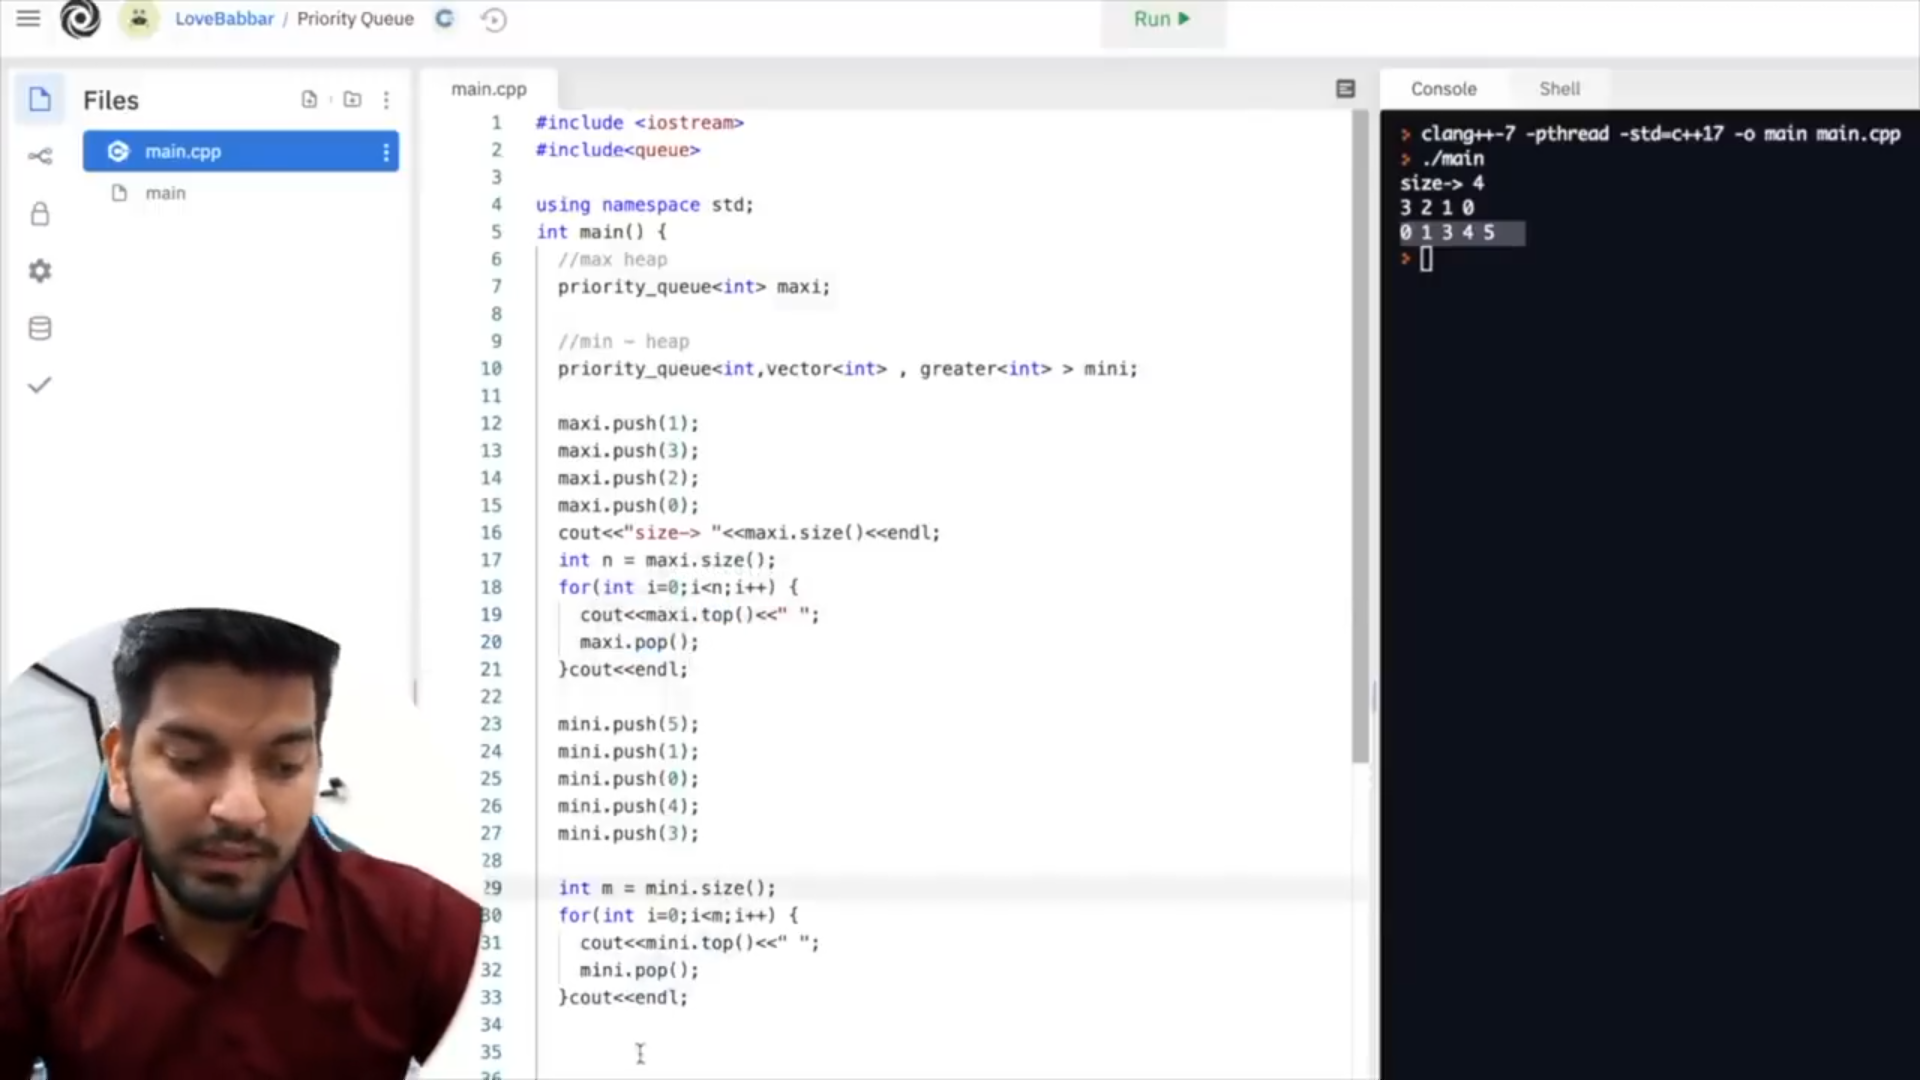 LoveBabbar / Priority Queue
Run
Files
main.cpp
main
main.cpp
1 #include <iostream>
2 #include<queue>
3
4 using namespace std;
5 int main() {
6 //max heap
7 priority_queue<int> maxi;
8
9 //min - heap
10 priority_queue<int,vector<int> , greater<int> > mini;
11
12 maxi.push(1);
13 maxi.push(3);
14 maxi.push(2);
15 maxi.push(0);
16 cout<<"size-> "<<maxi.size()<<endl;
17 int n = maxi.size();
18 for(int i=0;i<n;i++) {
19 cout<<maxi.top()<<" ";
20 maxi.pop();
21 }cout<<endl;
22
23 mini.push(5);
24 mini.push(1);
25 mini.push(0);
26 mini.push(4);
27 mini.push(3);
28
29 int m = mini.size();
30 for(int i=0;i<m;i++) {
31 cout<<mini.top()<<" ";
32 mini.pop();
33 }cout<<endl;
34
35
36
Console Shell
> clang++-7 -pthread -std=c++17 -o main main.cpp
> ./main
size-> 4
3 2 1 0
0 1 3 4 5
>